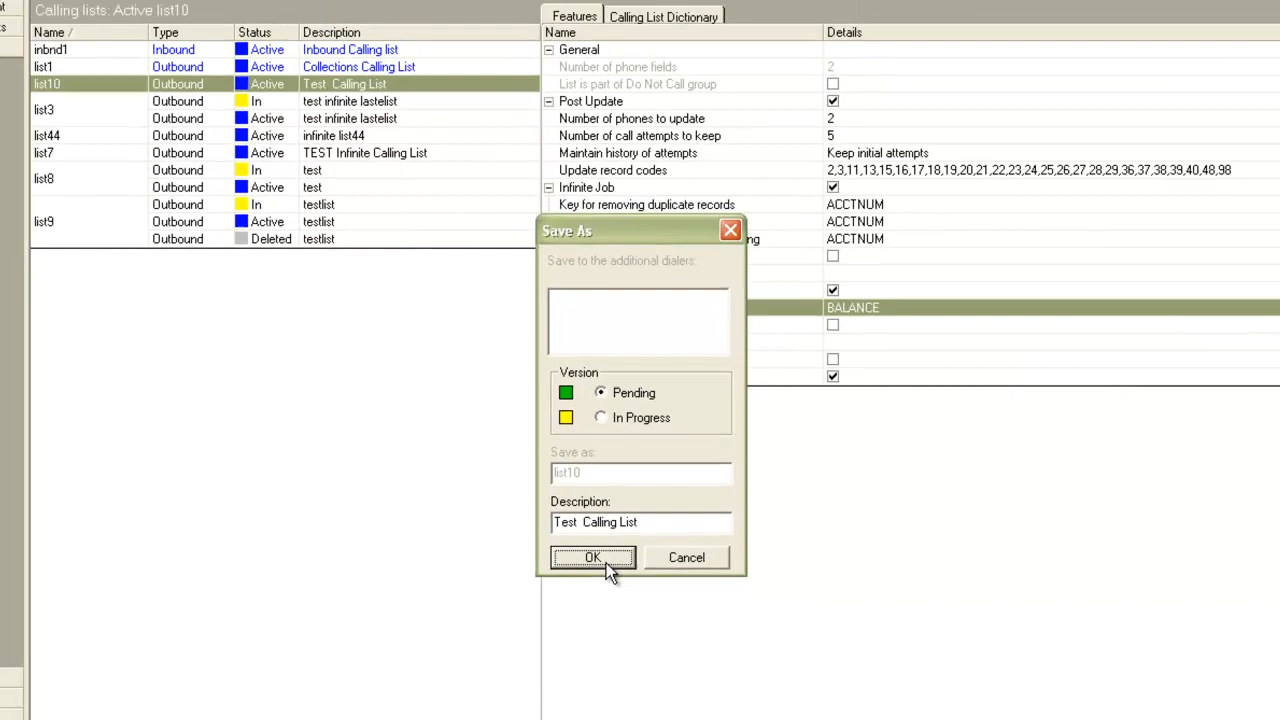 nt
ts
Calling lists: Active list10
Name / Type Status Description
inbnd1 Inbound Active Inbound Calling list
list1 Outbound Active Collections Calling List
list10 Outbound Active Test Calling List
list3 Outbound In test infinite lastelist
Outbound Active test infinite lastelist
list44 Outbound Active infinite list44
list7 Outbound Active TEST Infinite Calling List
list8 Outbound In test
Outbound Active test
list9 Outbound In testlist
Outbound Active testlist
Outbound Deleted testlist
Features Calling List Dictionary
Name Details
General
Number of phone fields 2
List is part of Do Not Call group
Post Update
Number of phones to update 2
Number of call attempts to keep 5
Maintain history of attempts Keep initial attempts
Update record codes 2,3,11,13,15,16,17,18,19,20,21,22,23,24,25,26,27,28,29,36,37,38,39,40,48,98
Infinite Job
Key for removing duplicate records ACCTNUM
ACCTNUM
ng ACCTNUM
BALANCE
Save As
Save to the additional dialers:
Version
Pending
In Progress
Save as:
list10
Description:
Test Calling List
OK Cancel